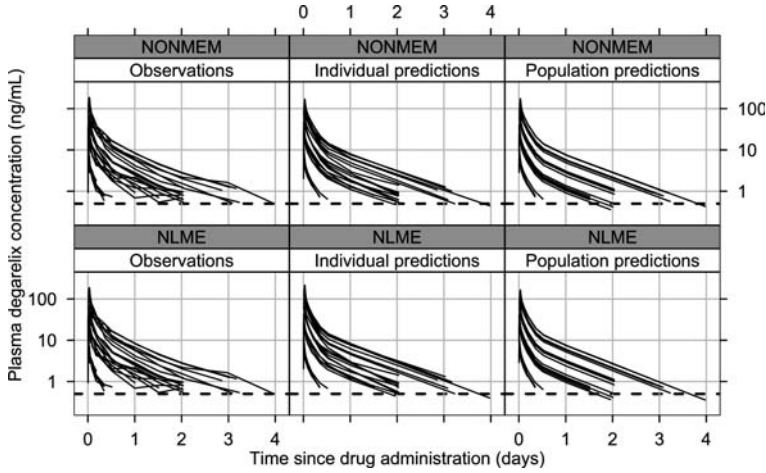 0 1 2 3 4
NONMEM NONMEM NONMEM
Observations Individual predictions Population predictions
100
10
1
NLME NLME NLME
Observations Individual predictions Population predictions
100
10
1
Plasma degarelix concentration (ng/mL)
0 1 2 3 4 0 1 2 3 4
Time since drug administration (days)